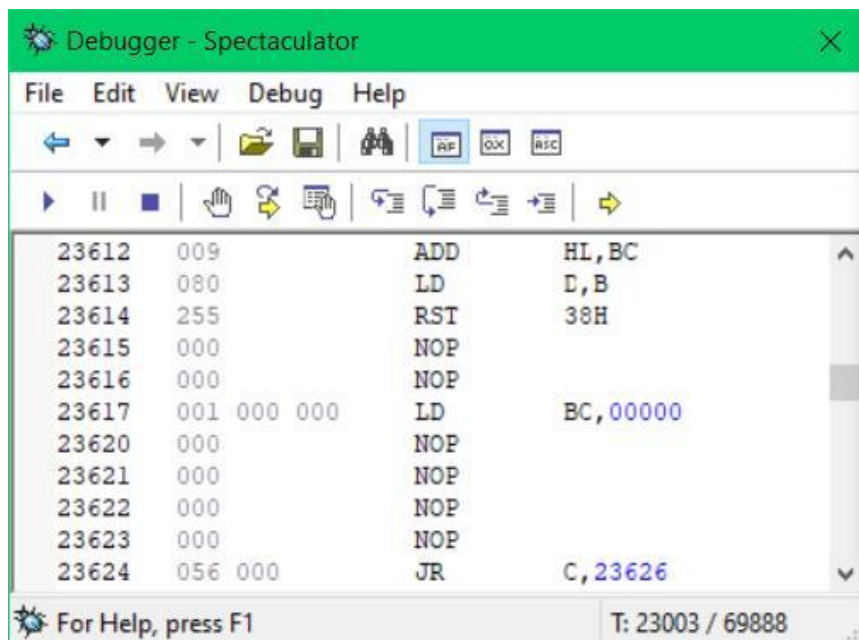 Debugger - Spectaculator
File Edit View Debug Help
AF 0X ASC
23612 009 ADD HL,BC
23613 080 LD D,B
23614 255 RST 38H
23615 000 NOP
23616 000 NOP
23617 001 000 000 LD BC,00000
23620 000 NOP
23621 000 NOP
23622 000 NOP
23623 000 NOP
23624 056 000 JR C,23626
For Help, press F1 T: 23003 / 69888